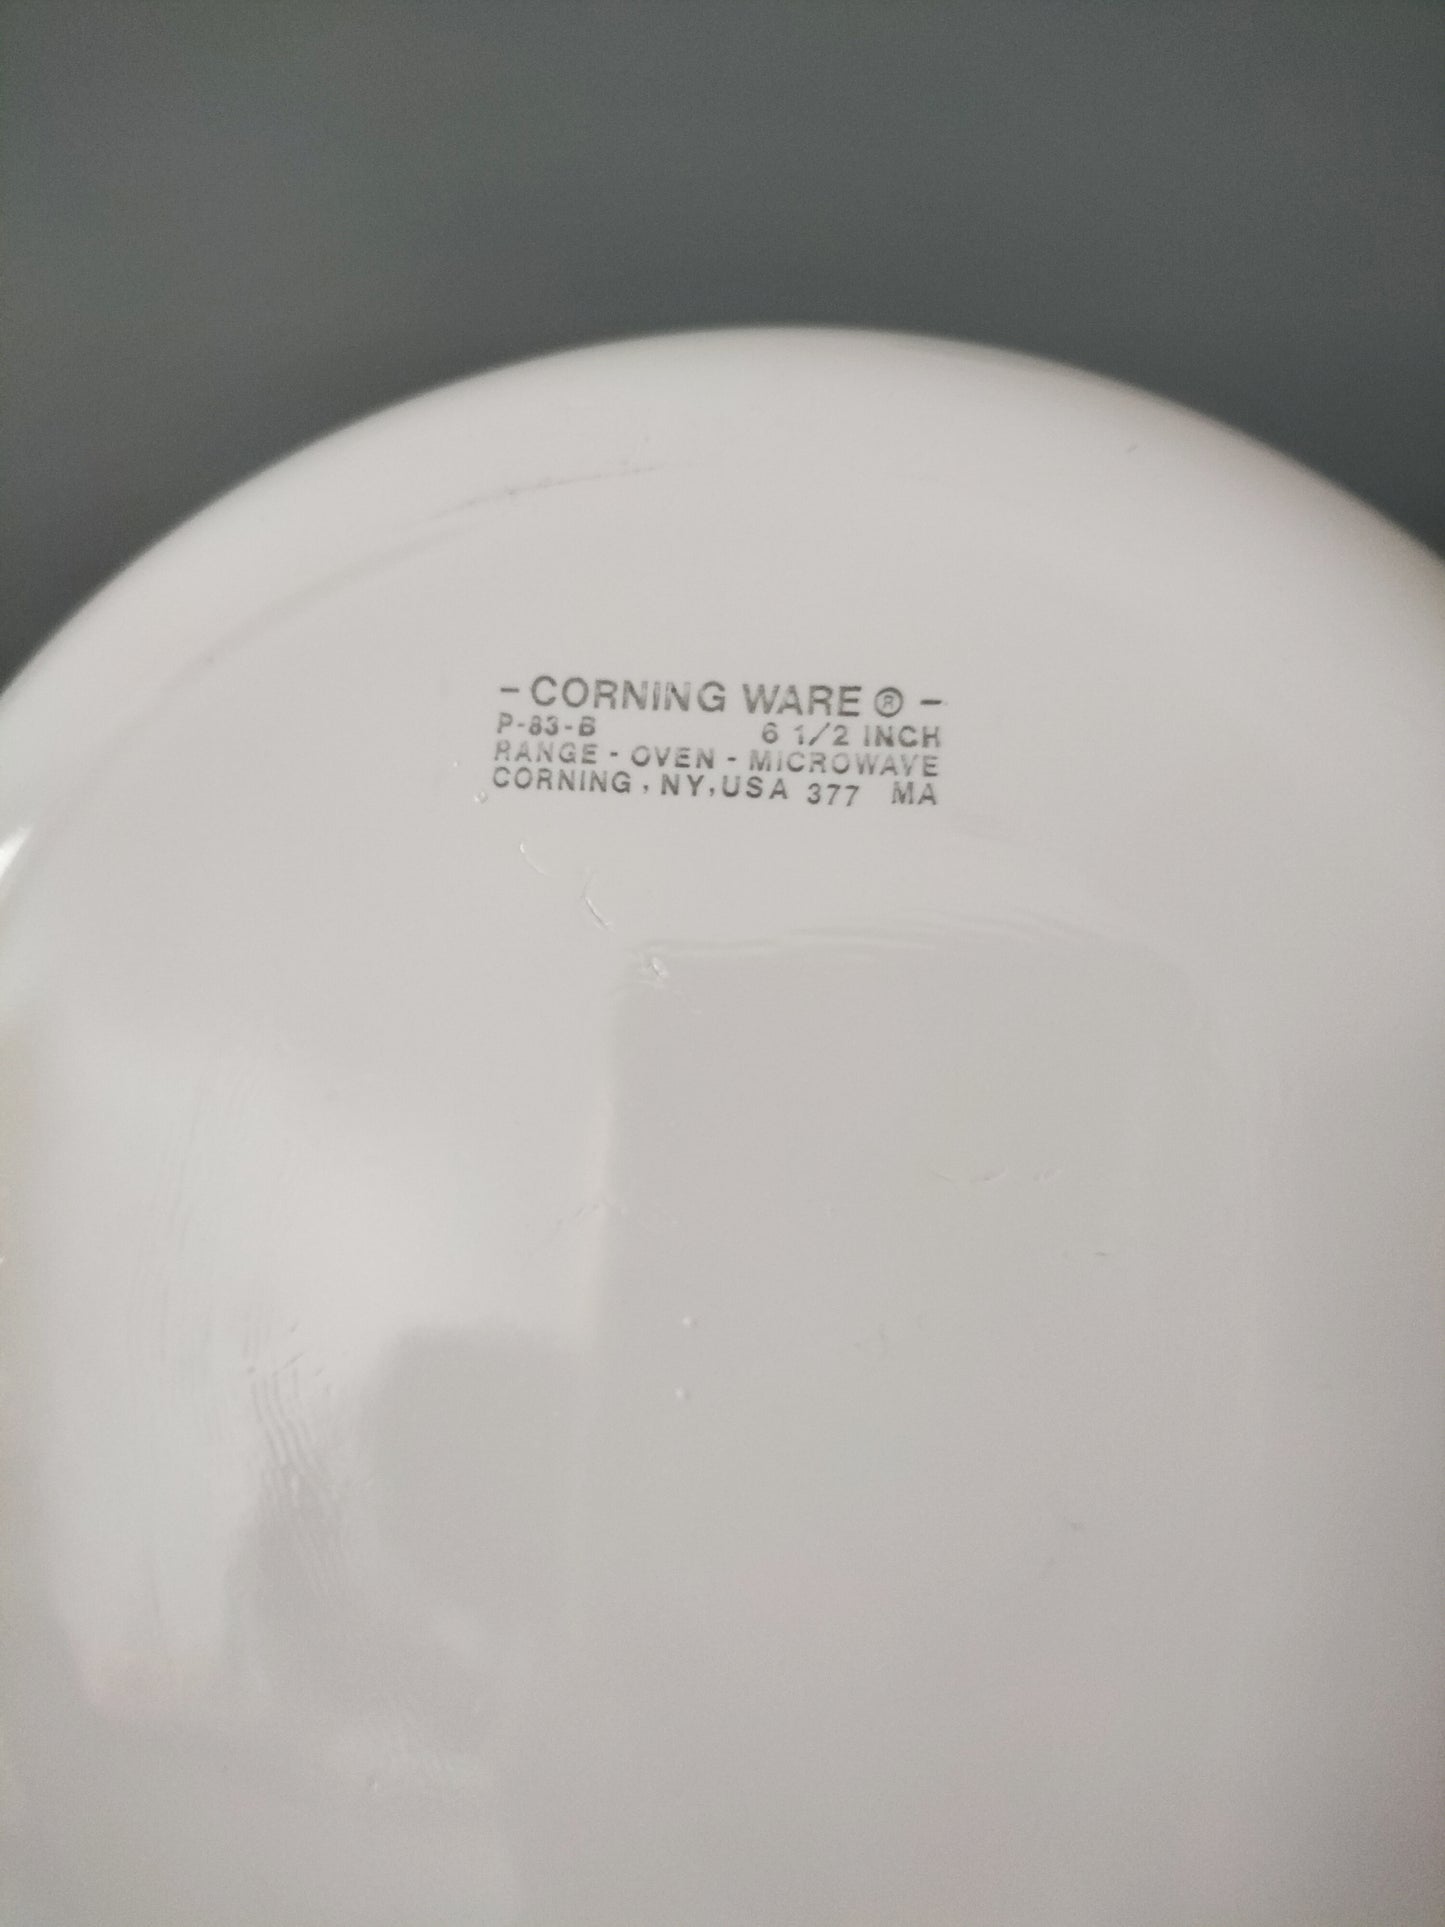 - CORNING WARE ® -
P-83-B 6 1/2 INCH
RANGE - OVEN - MICROWAVE
CORNING, NY, USA 377 MA